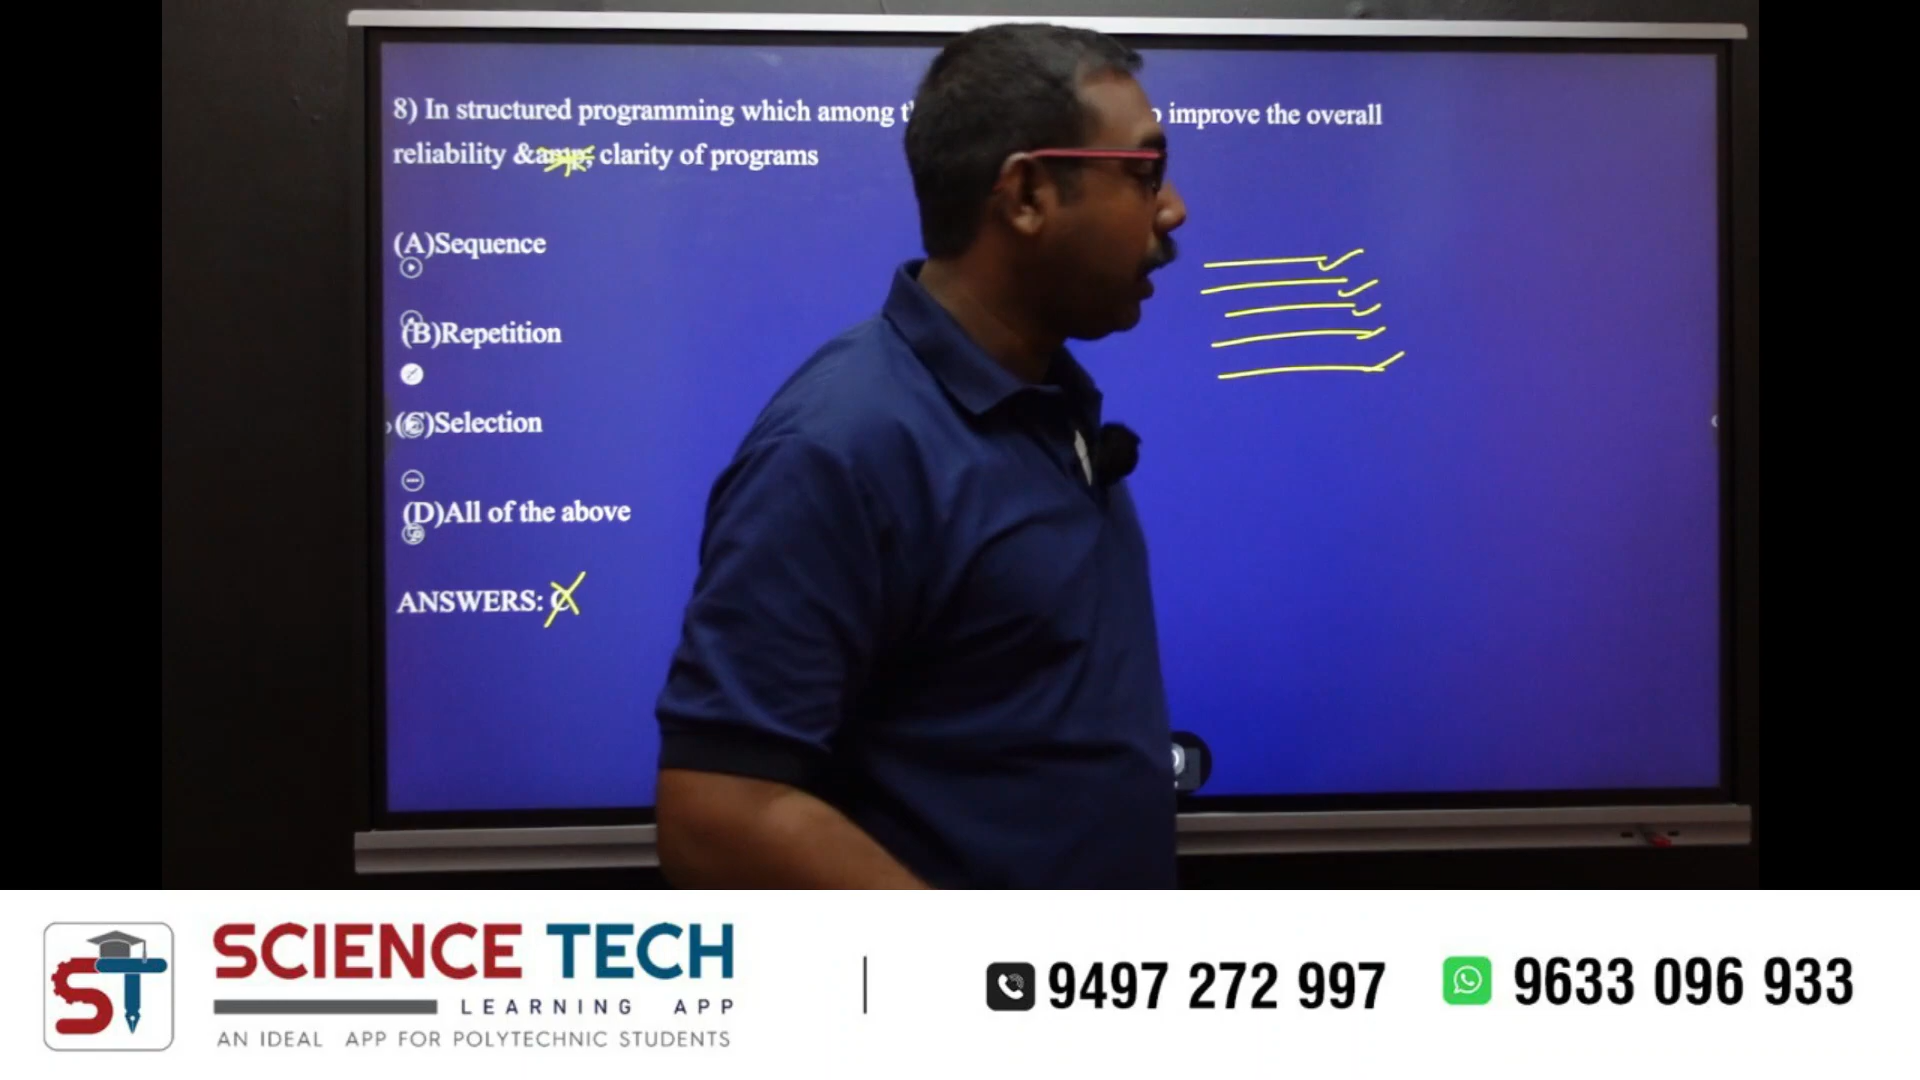 8) In structured programming which among improve the overall
reliability &amp; clarity of programs
(A)Sequence
(B)Repetition
(C)Selection
(D)All of the above
ANSWERS: C
ST
SCIENCE TECH
LEARNING APP
AN IDEAL APP FOR POLYTECHNIC STUDENTS
9497 272 997
9633 096 933